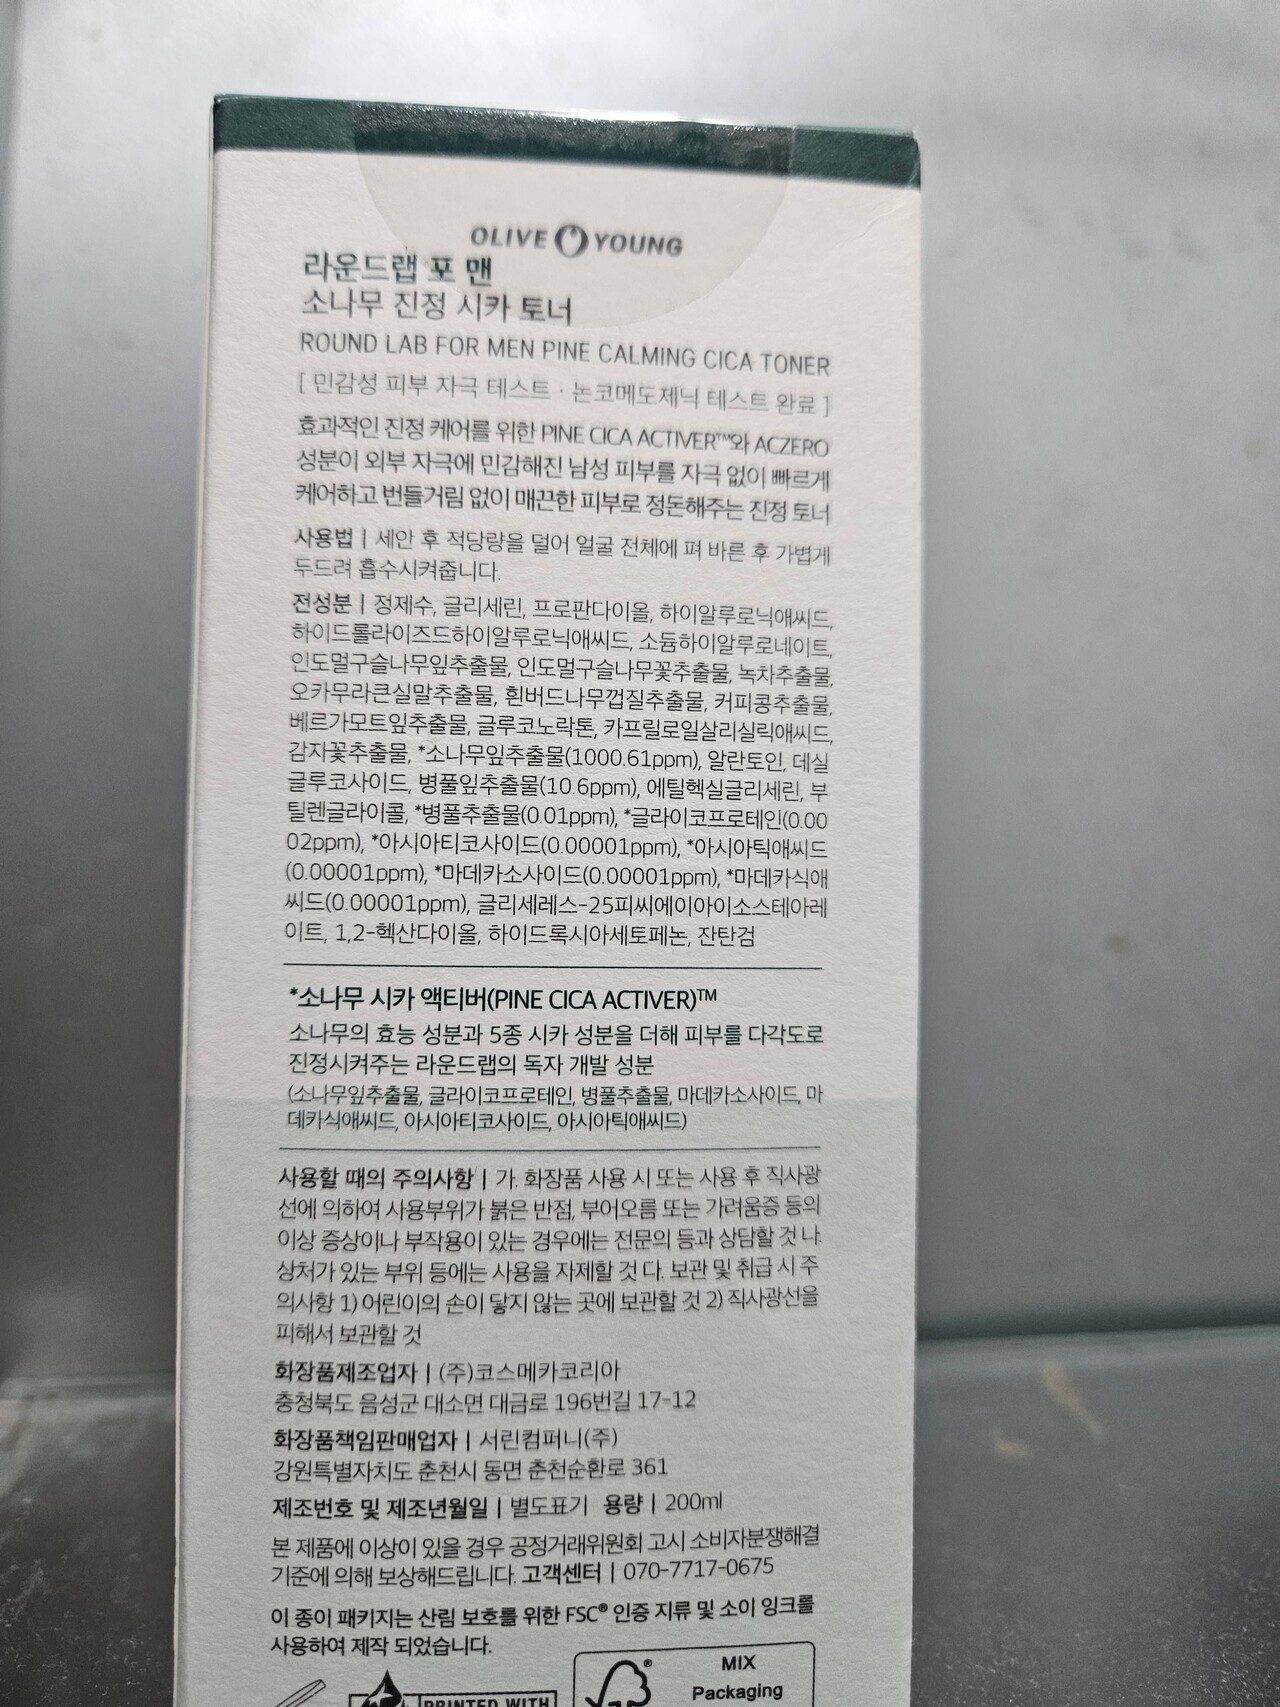 OLIVE YOUNG
라운드랩 포 맨
소나무 진정 시카 토너
ROUND LAB FOR MEN PINE CALMING CICA TONER
[ 민감성 피부 자극 테스트 · 논코메도제닉 테스트 완료 ]
효과적인 진정 케어를 위한 PINE CICA ACTIVER™와 ACZERO
성분이 외부 자극에 민감해진 남성 피부를 자극 없이 빠르게
케어하고 번들거림 없이 매끈한 피부로 정돈해주는 진정 토너
사용법 | 세안 후 적당량을 덜어 얼굴 전체에 펴 바른 후 가볍게
두드려 흡수시켜줍니다.
전성분 | 정제수, 글리세린, 프로판다이올, 하이알루로닉애씨드,
하이드롤라이즈드하이알루로닉애씨드, 소듐하이알루로네이트,
인도멀구슬나무잎추출물, 인도멀구슬나무꽃추출물, 녹차추출물,
오카무라큰실말추출물, 흰버드나무껍질추출물, 커피콩추출물,
베르가모트잎추출물, 글루코노락톤, 카프릴로일살리실릭애씨드,
감자꽃추출물, *소나무잎추출물(1000.61ppm), 알란토인, 데실
글루코사이드, 병풀잎추출물(10.6ppm), 에틸헥실글리세린, 부
틸렌글라이콜, *병풀추출물(0.01ppm), *글라이코프로테인(0.00
02ppm), *아시아티코사이드(0.00001ppm), *아시아틱애씨드
(0.00001ppm), *마데카소사이드(0.00001ppm), *마데카식애
씨드(0.00001ppm), 글리세레스-25피씨에이아이소스테아레
이트, 1,2-헥산다이올, 하이드록시아세토페논, 잔탄검
*소나무 시카 액티버(PINE CICA ACTIVER)™
소나무의 효능 성분과 5종 시카 성분을 더해 피부를 다각도로
진정시켜주는 라운드랩의 독자 개발 성분
(소나무잎추출물, 글라이코프로테인, 병풀추출물, 마데카소사이드, 마
데카식애씨드, 아시아티코사이드, 아시아틱애씨드)
사용할 때의 주의사항 | 가. 화장품 사용 시 또는 사용 후 직사광
선에 의하여 사용부위가 붉은 반점, 부어오름 또는 가려움증 등의
이상 증상이나 부작용이 있는 경우에는 전문의 등과 상담할 것 나.
상처가 있는 부위 등에는 사용을 자제할 것 다. 보관 및 취급 시 주
의사항 1) 어린이의 손이 닿지 않는 곳에 보관할 것 2) 직사광선을
피해서 보관할 것
화장품제조업자 | (주)코스메카코리아
충청북도 음성군 대소면 대금로 196번길 17-12
화장품책임판매업자 | 서린컴퍼니(주)
강원특별자치도 춘천시 동면 춘천순환로 361
제조번호 및 제조년월일 | 별도표기 용량 | 200ml
본 제품에 이상이 있을 경우 공정거래위원회 고시 소비자분쟁해결
기준에 의해 보상해드립니다. 고객센터 | 070-7717-0675
이 종이 패키지는 산림 보호를 위한 FSC® 인증 지류 및 소이 잉크를
사용하여 제작 되었습니다.
PRINTED WITH
MIX
Packaging